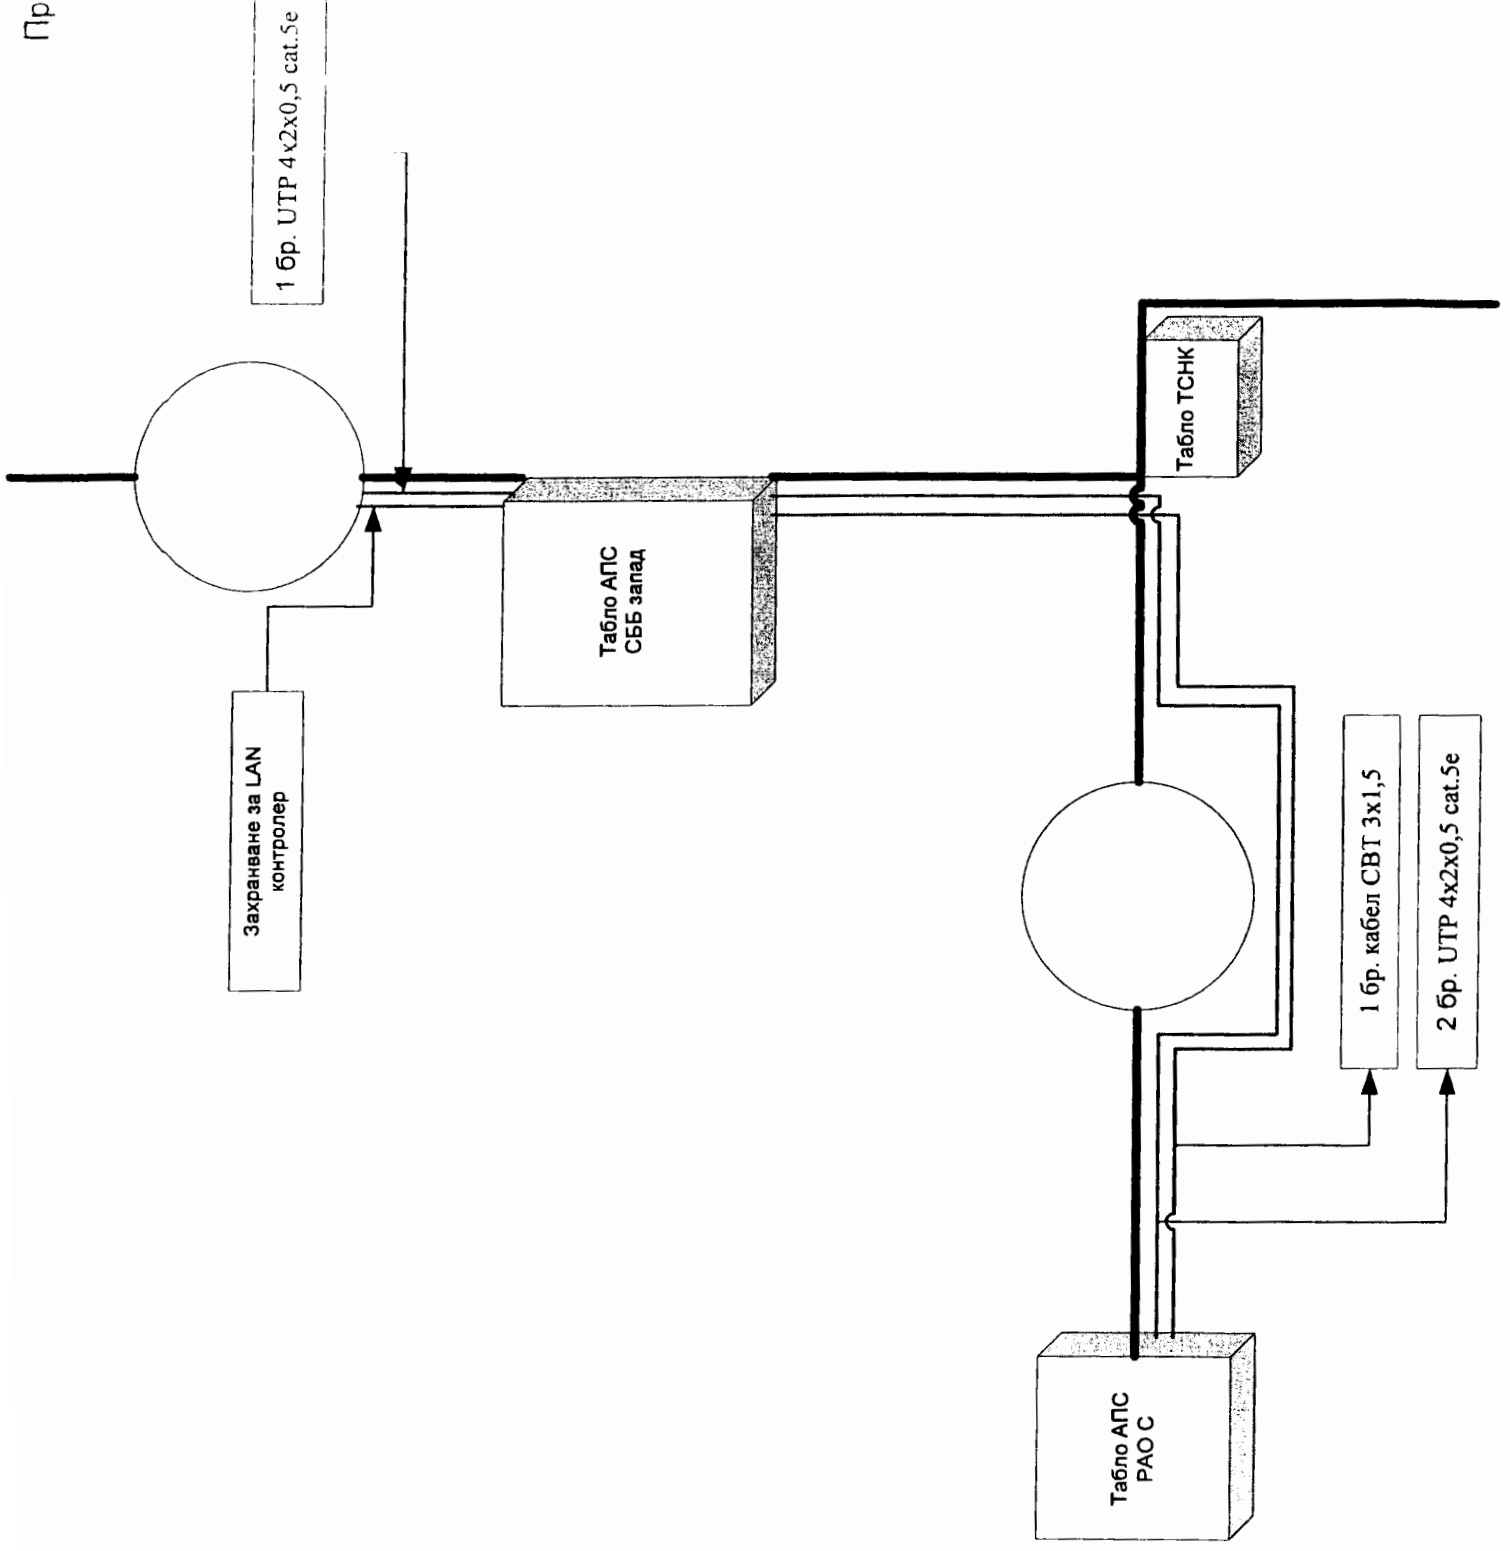 Пр
1 бр. UTP 4x2x0,5 cat.5e
Захранване за LAN
контролер
Табло АПС
СББ запад
Табло ТСНК
1 бр. кабел СВТ 3x1,5
2 бр. UTP 4x2x0,5 cat.5e
Табло АПС
РАО С